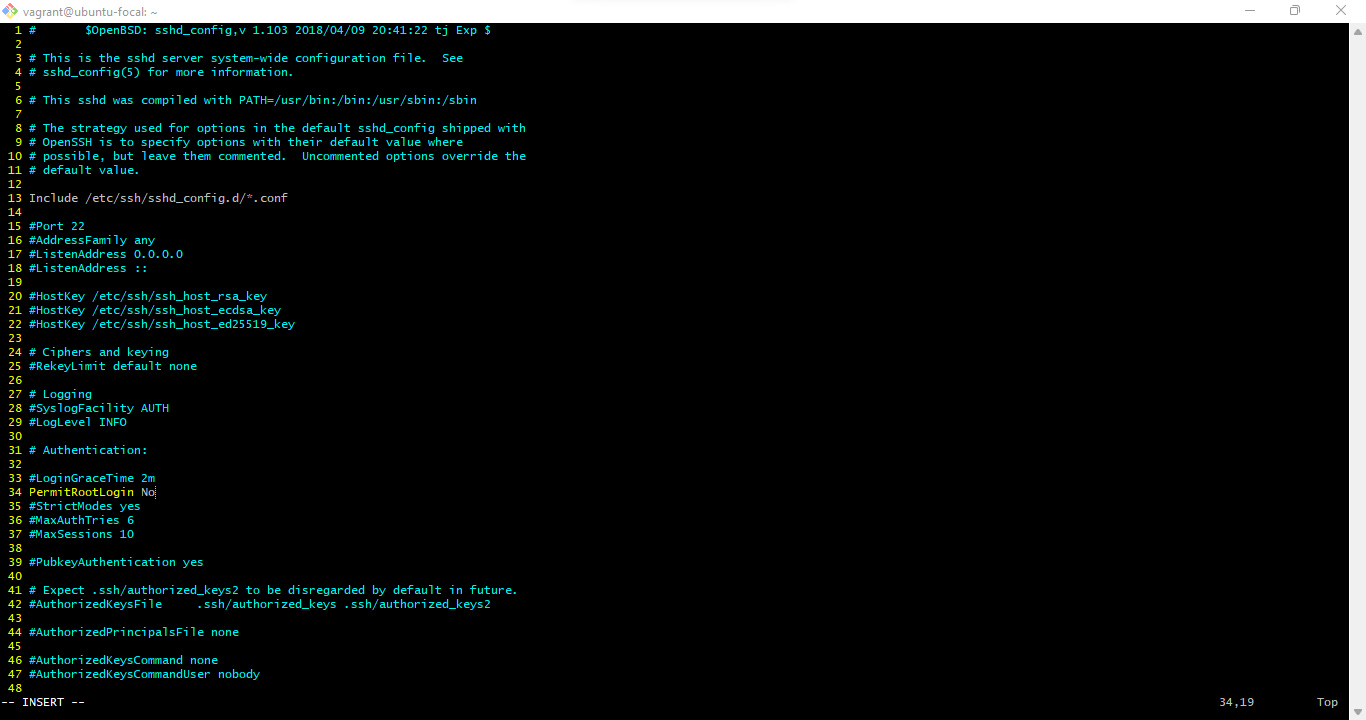 vagrant@ubuntu-focal: ~
1 #       $OpenBSD: sshd_config,v 1.103 2018/04/09 20:41:22 tj Exp $
2
3 # This is the sshd server system-wide configuration file.  See
4 # sshd_config(5) for more information.
5
6 # This sshd was compiled with PATH=/usr/bin:/bin:/usr/sbin:/sbin
7
8 # The strategy used for options in the default sshd_config shipped with
9 # OpenSSH is to specify options with their default value where
10 # possible, but leave them commented.  Uncommented options override the
11 # default value.
12
13 Include /etc/ssh/sshd_config.d/*.conf
14
15 #Port 22
16 #AddressFamily any
17 #ListenAddress 0.0.0.0
18 #ListenAddress ::
19
20 #HostKey /etc/ssh/ssh_host_rsa_key
21 #HostKey /etc/ssh/ssh_host_ecdsa_key
22 #HostKey /etc/ssh/ssh_host_ed25519_key
23
24 # Ciphers and keying
25 #RekeyLimit default none
26
27 # Logging
28 #SyslogFacility AUTH
29 #LogLevel INFO
30
31 # Authentication:
32
33 #LoginGraceTime 2m
34 PermitRootLogin No
35 #StrictModes yes
36 #MaxAuthTries 6
37 #MaxSessions 10
38
39 #PubkeyAuthentication yes
40
41 # Expect .ssh/authorized_keys2 to be disregarded by default in future.
42 #AuthorizedKeysFile     .ssh/authorized_keys .ssh/authorized_keys2
43
44 #AuthorizedPrincipalsFile none
45
46 #AuthorizedKeysCommand none
47 #AuthorizedKeysCommandUser nobody
48
-- INSERT --                                        34,19         Top